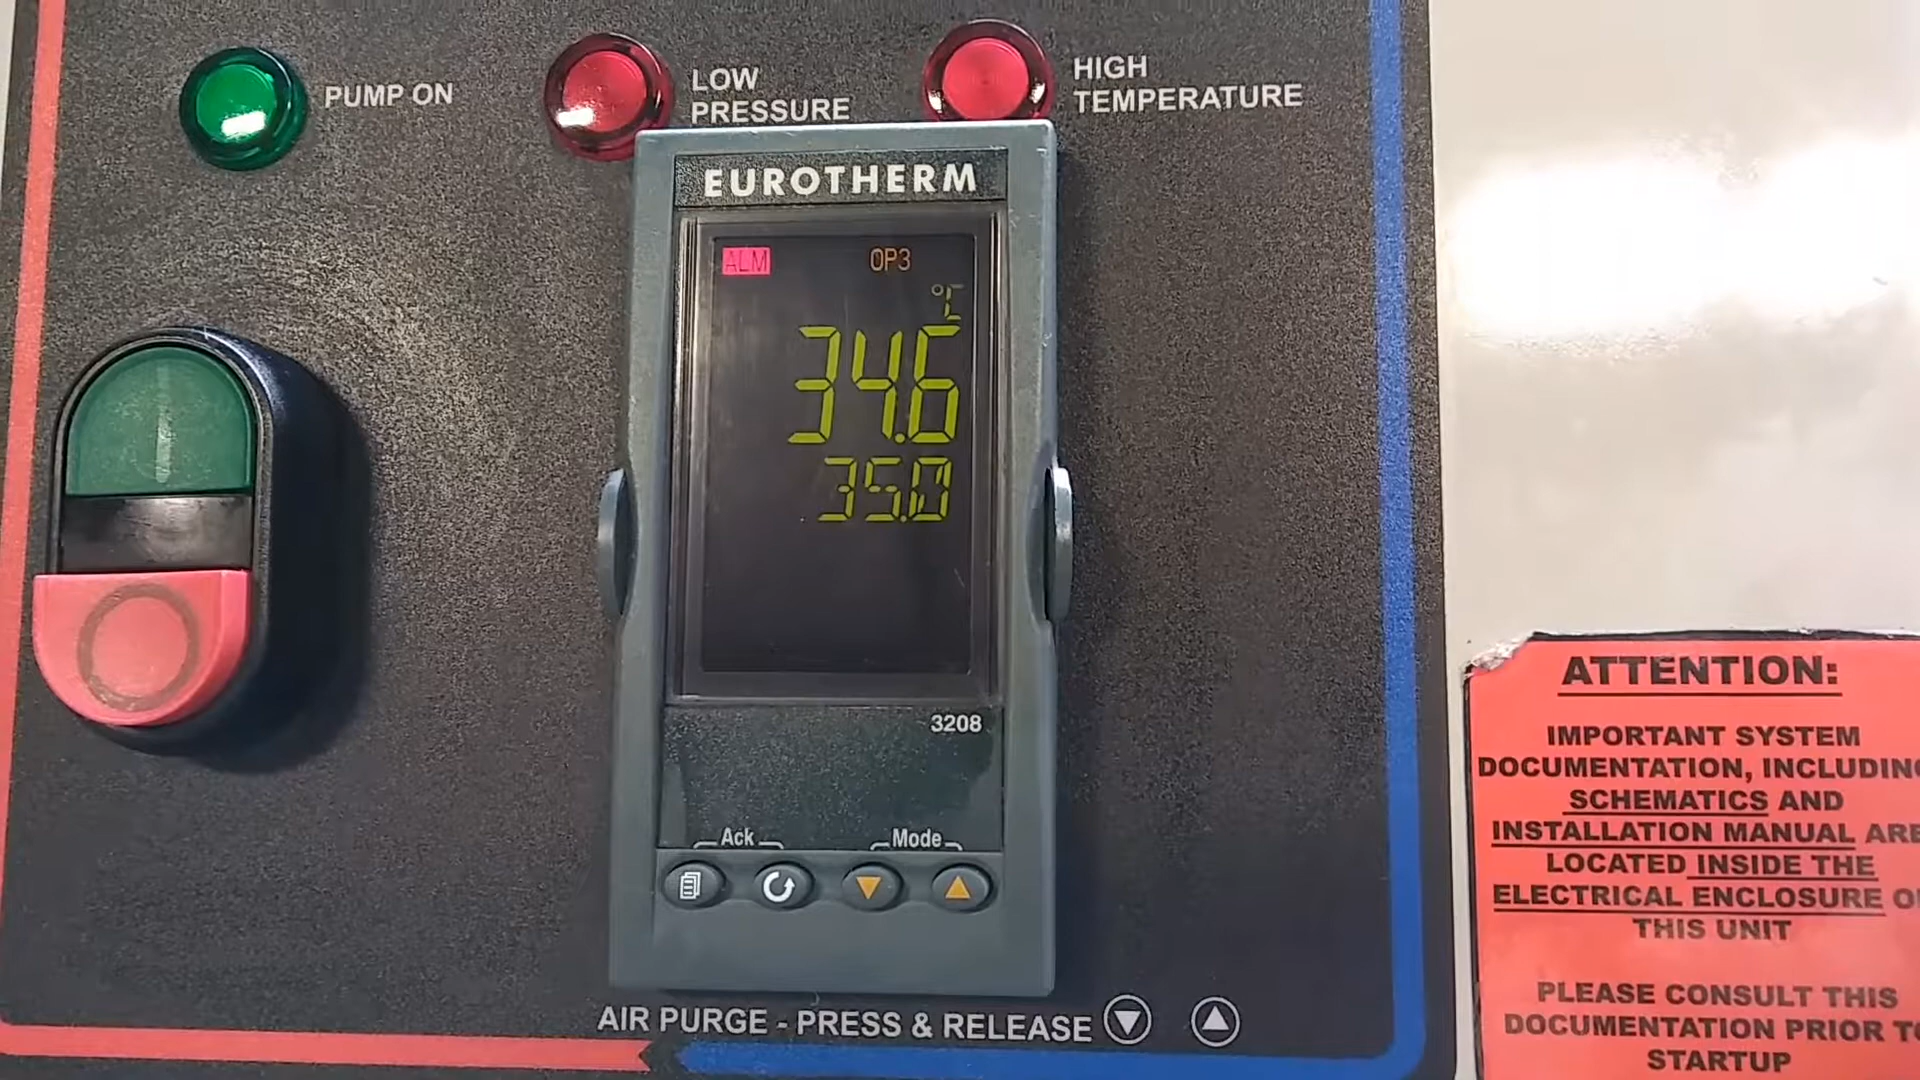 PUMP ON
LOW
PRESSURE
HIGH
TEMPERATURE
EUROTHERM
ALM
OP3
°C
34.6
35.0
3208
Ack
Mode
AIR PURGE - PRESS & RELEASE
ATTENTION:
IMPORTANT SYSTEM
DOCUMENTATION, INCLUDING
SCHEMATICS AND
INSTALLATION MANUAL ARE
LOCATED INSIDE THE
ELECTRICAL ENCLOSURE
THIS UNIT
PLEASE CONSULT THIS
DOCUMENTATION PRIOR
STARTUP